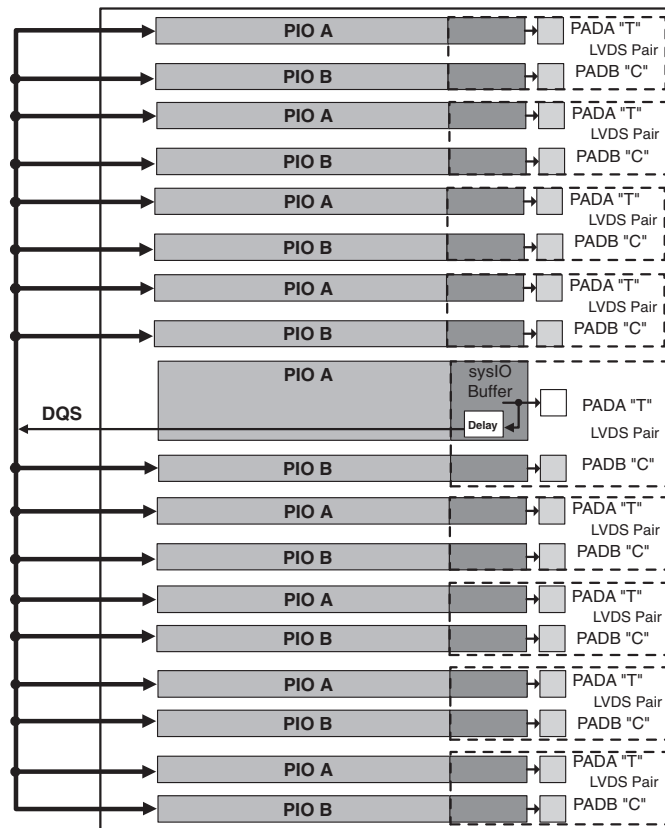 PIO A
PADA "T"
LVDS Pair
PIO B
PADB "C"
PIO A
PADA "T"
LVDS Pair
PIO B
PADB "C"
PIO A
PADA "T"
LVDS Pair
PIO B
PADB "C"
PIO A
PADA "T"
LVDS Pair
PIO B
PADB "C"
PIO A
sysIO
Buffer
PADA "T"
DQS
Delay
LVDS Pair
PIO B
PADB "C"
PIO A
PADA "T"
LVDS Pair
PIO B
PADB "C"
PIO A
PADA "T"
LVDS Pair
PIO B
PADB "C"
PIO A
PADA "T"
LVDS Pair
PIO B
PADB "C"
PIO A
PADA "T"
LVDS Pair
PIO B
PADB "C"